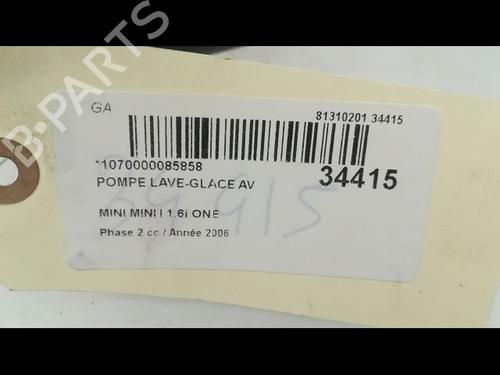 B-PARTS
GA
81310201 34415
*1070000085858
34415
POMPE LAVE-GLACE AV
MINI MINI I 1.6i ONE
Phase 2 cc / Année 2006